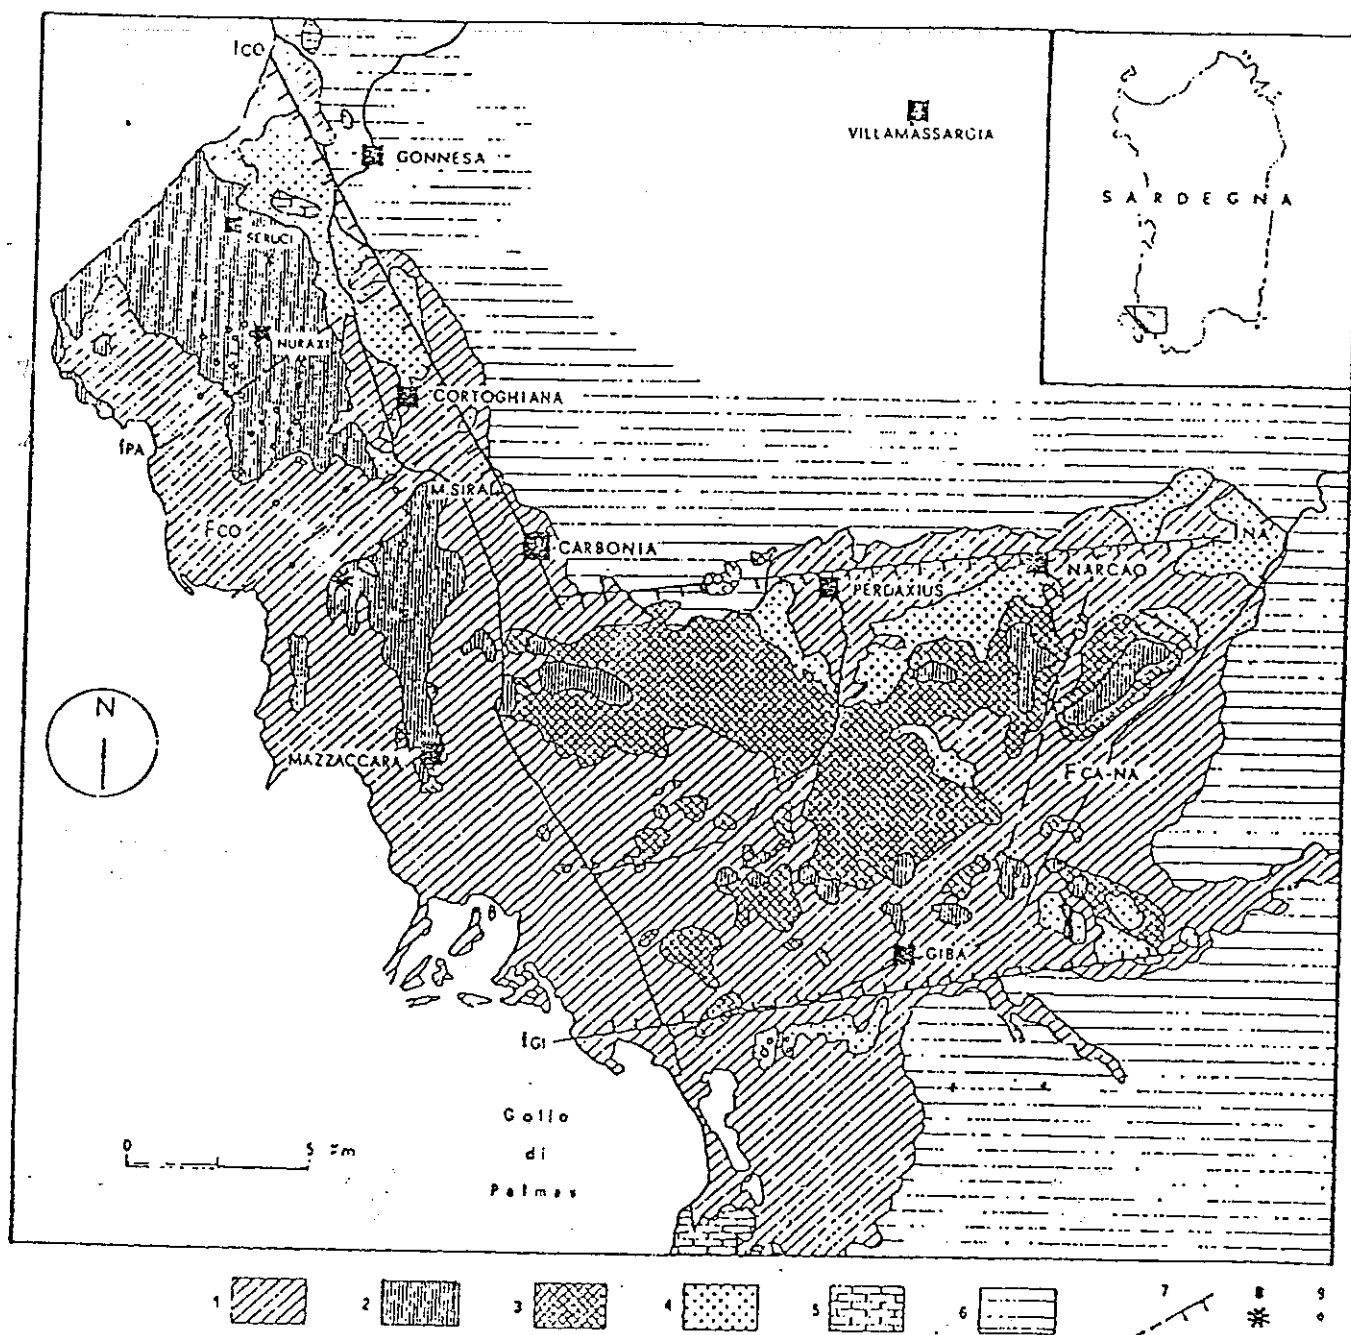 fCO
VILLAMASSARGIA
GONNESA
SARDEGNA
SERUCI
NURAXI
CORTOGHIANA
fPA
M.SIRAI
FCO
CARBONIA
fNA
NARCAO
PERDAXIUS
N
MAZZACCARA
FCA-NA
GIBA
fGI
Golfo
di
Palmas
0 5 Km
1 2 3 4 5 6 7 8 9